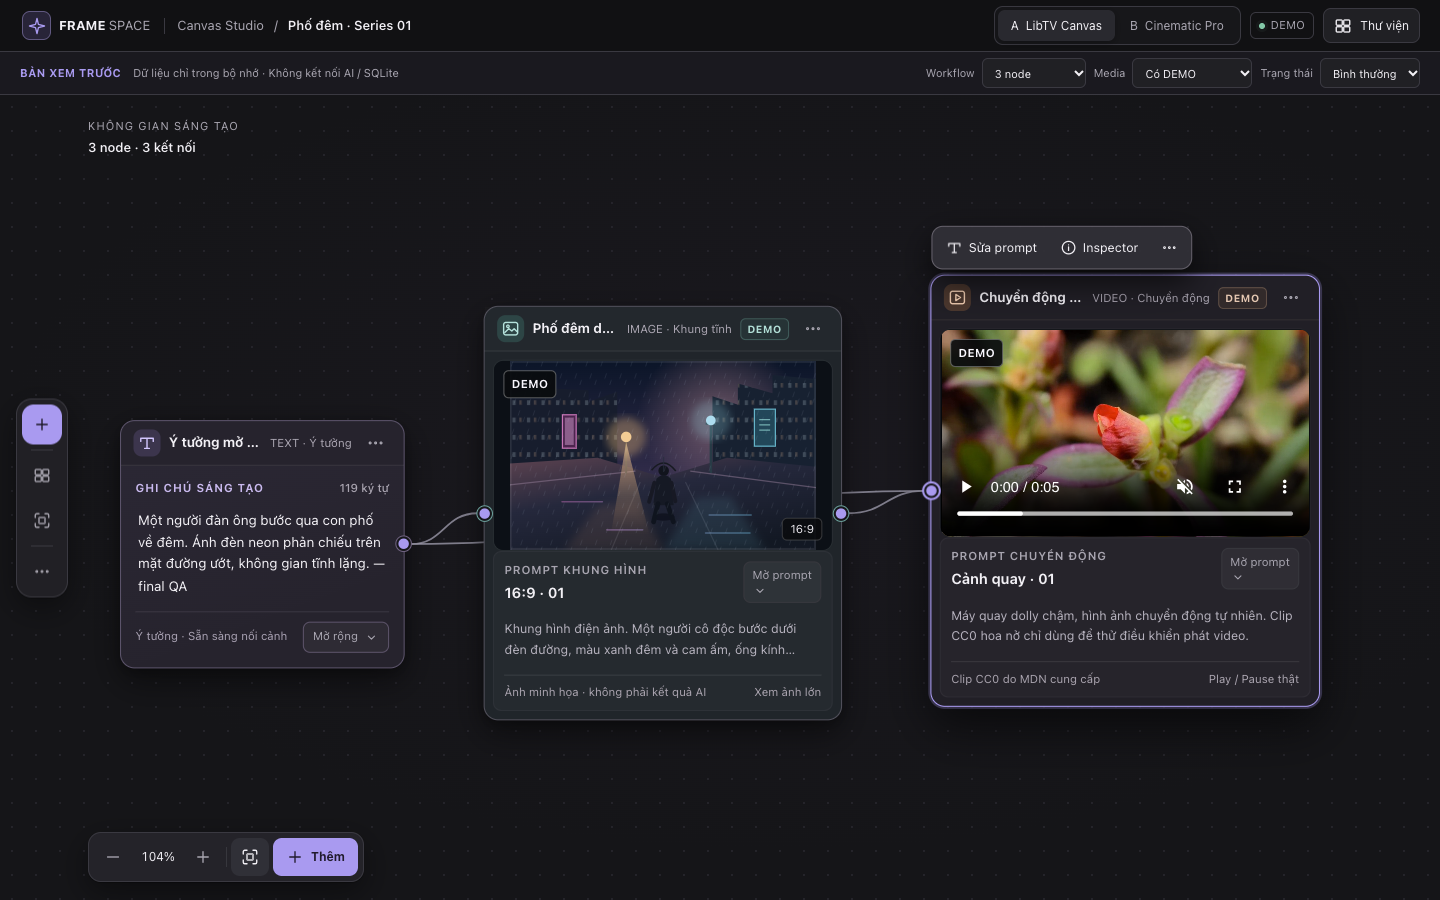 FRAME SPACE
Canvas Studio / Phố đêm · Series 01
A LibTV Canvas
B Cinematic Pro
DEMO
Thư viện
BẢN XEM TRƯỚC
Dữ liệu chỉ trong bộ nhớ · Không kết nối AI / SQLite
Workflow
3 node
Media
Có DEMO
Trạng thái
Bình thường
KHÔNG GIAN SÁNG TẠO
3 node · 3 kết nối
Ý tưởng mở ...
TEXT · Ý tưởng
GHI CHÚ SÁNG TẠO
119 ký tự
Một người đàn ông bước qua con phố
về đêm. Ánh đèn neon phản chiếu trên
mặt đường ướt, không gian tĩnh lặng. —
final QA
Ý tưởng · Sẵn sàng nối cảnh
Mở rộng
Phố đêm d...
IMAGE · Khung tĩnh
DEMO
DEMO
16:9
PROMPT KHUNG HÌNH
16:9 · 01
Mở prompt
Khung hình điện ảnh. Một người cô độc bước dưới
đèn đường, màu xanh đêm và cam ấm, ống kính...
Ảnh minh họa · không phải kết quả AI
Xem ảnh lớn
Sửa prompt
Inspector
Chuyển động ...
VIDEO · Chuyển động
DEMO
DEMO
0:00 / 0:05
PROMPT CHUYỂN ĐỘNG
Cảnh quay · 01
Mở prompt
Máy quay dolly chậm, hình ảnh chuyển động tự nhiên. Clip
CC0 hoa nở chỉ dùng để thử điều khiển phát video.
Clip CC0 do MDN cung cấp
Play / Pause thật
104%
Thêm